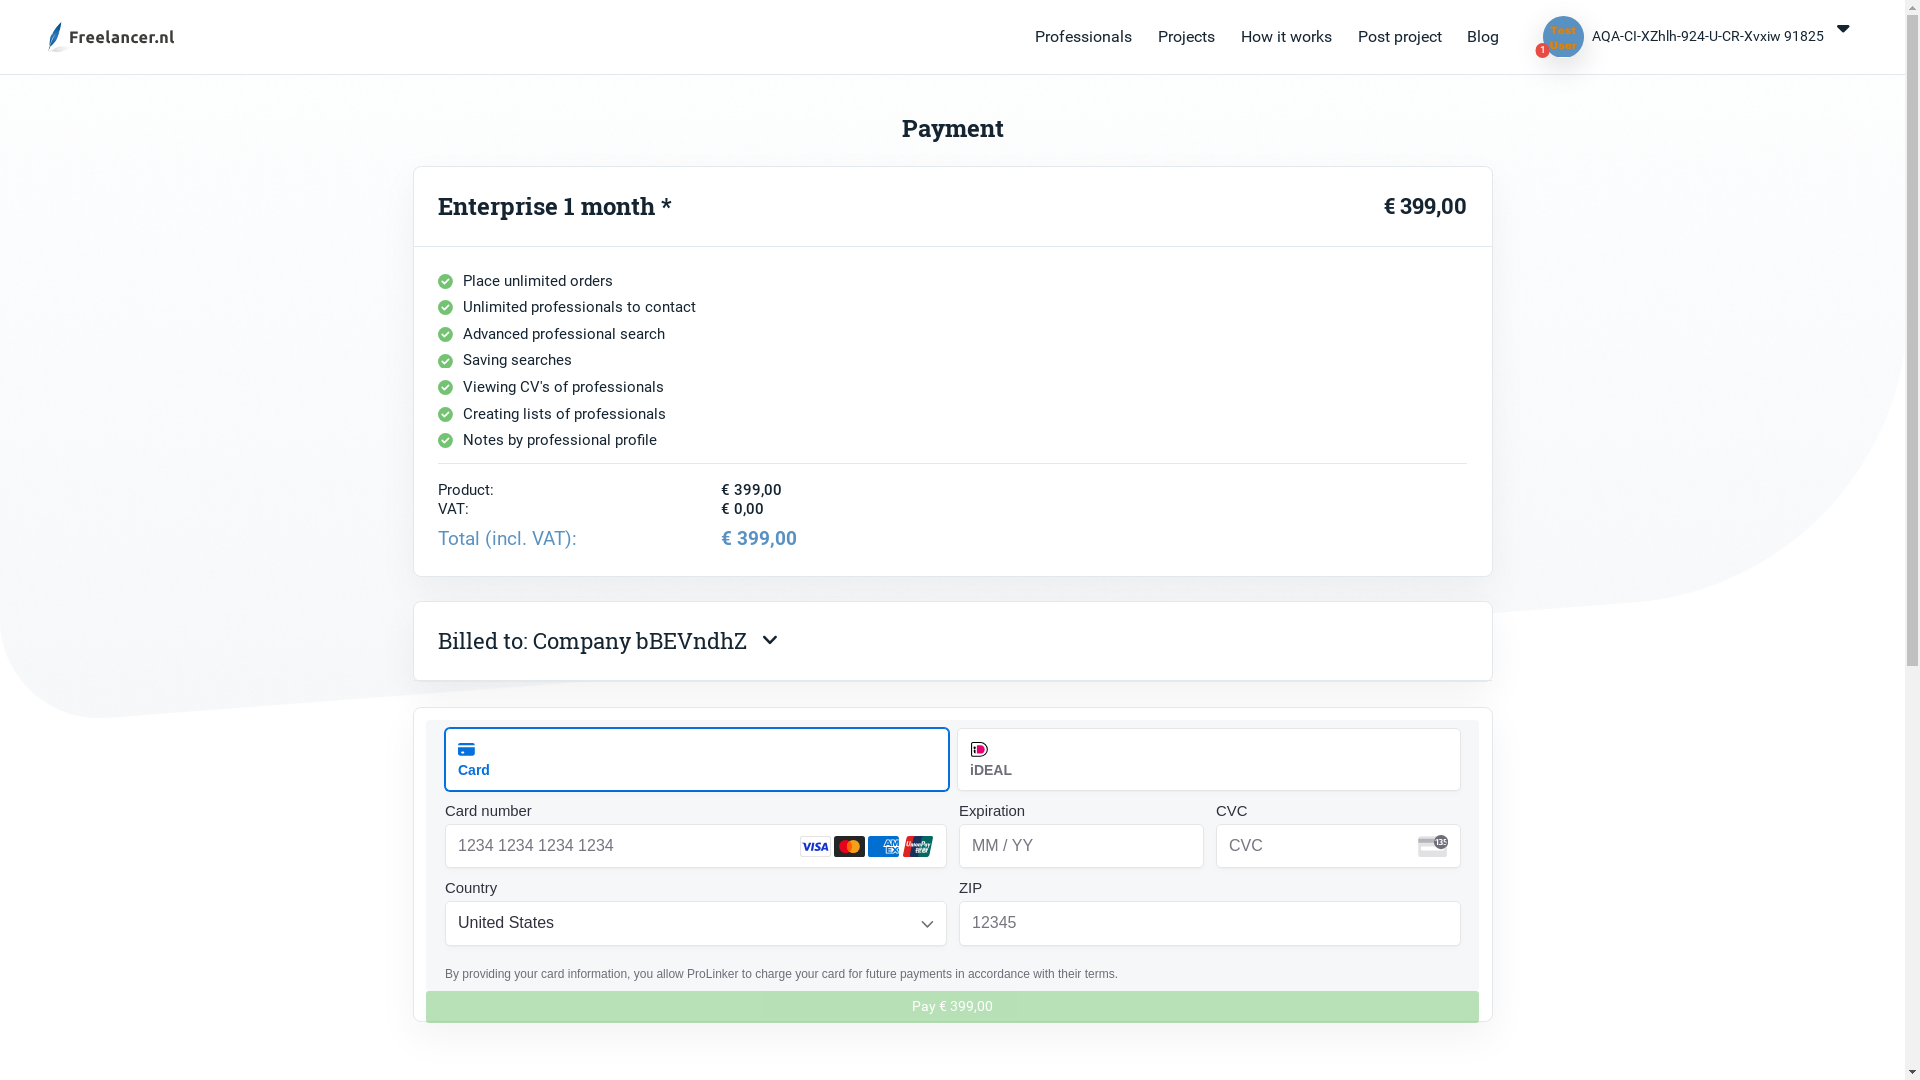 Freelancer.nl
Professionals
Projects
How it works
Post project
Blog
Test
User
1
AQA-CI-XZhlh-924-U-CR-Xvxiw 91825
Payment
Enterprise 1 month *
€ 399,00
Place unlimited orders
Unlimited professionals to contact
Advanced professional search
Saving searches
Viewing CV's of professionals
Creating lists of professionals
Notes by professional profile
Product: € 399,00
VAT: € 0,00
Total (incl. VAT): € 399,00
Billed to: Company bBEVndhZ
Card
iDEAL
Card number
Expiration
CVC
1234 1234 1234 1234
VISA
AM
EX
UnionPay
MM / YY
CVC
135
Country
ZIP
United States
12345
By providing your card information, you allow ProLinker to charge your card for future payments in accordance with their terms.
Pay € 399,00